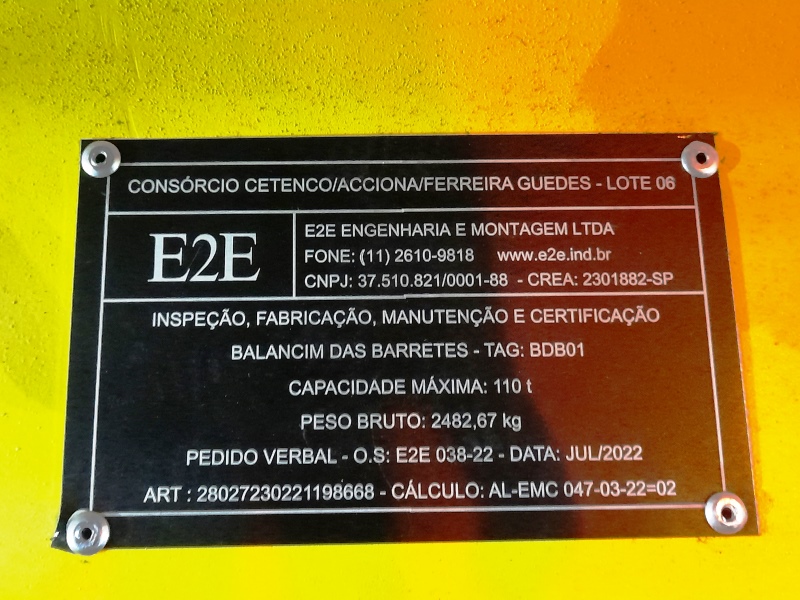 CONSÓRCIO CETENCO/ACCIONA/FERREIRA GUEDES - LOTE 06
E2E
E2E ENGENHARIA E MONTAGEM LTDA
FONE: (11) 2610-9818 www.e2e.ind.br
CNPJ: 37.510.821/0001-88 - CREA: 2301882-SP
INSPEÇÃO, FABRICAÇÃO, MANUTENÇÃO E CERTIFICAÇÃO
BALANCIM DAS BARRETES - TAG: BDB01
CAPACIDADE MÁXIMA: 110 t
PESO BRUTO: 2482,67 kg
PEDIDO VERBAL - O.S: E2E 038-22 - DATA: JUL/2022
ART : 28027230221198668 - CÁLCULO: AL-EMC 047-03-22=02